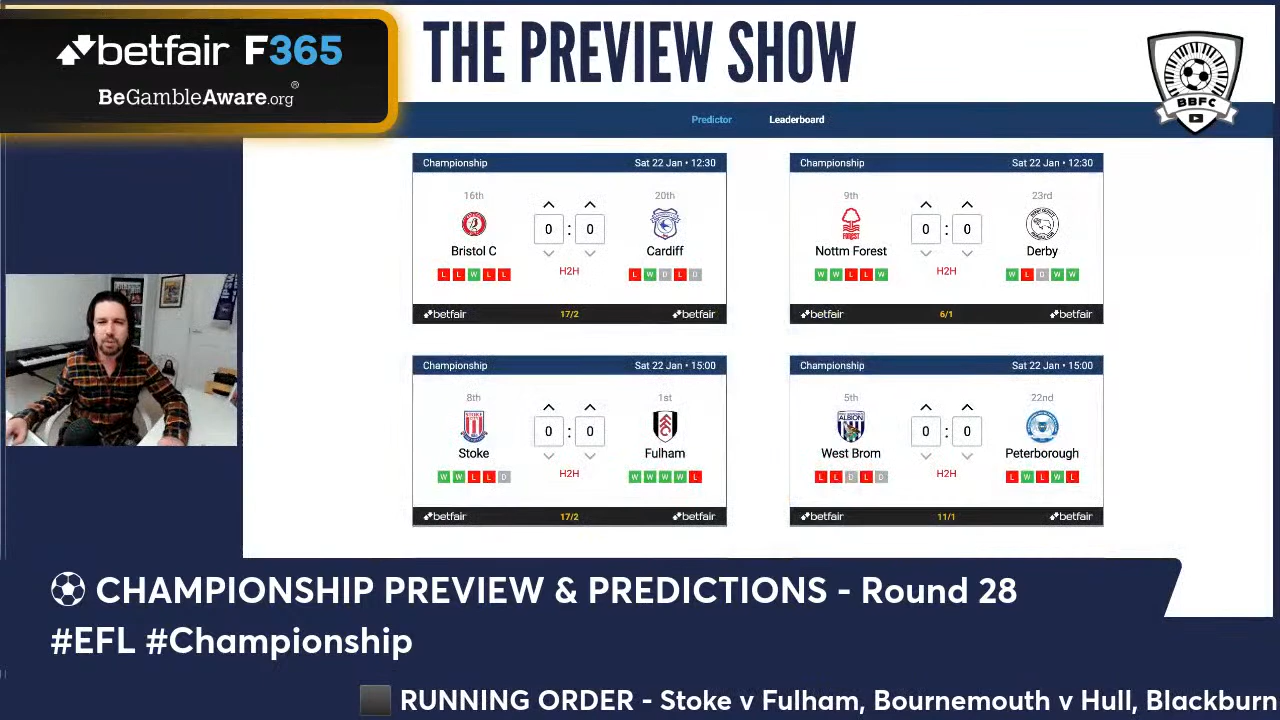 betfair F365
BeGambleAware.org®
THE PREVIEW SHOW
BBFC
Predictor Leaderboard
Championship Sat 22 Jan • 12:30
16th 20th
0 : 0
Bristol C Cardiff
L L W L L H2H L W D L D
betfair 17/2 betfair
Championship Sat 22 Jan • 12:30
9th 23rd
0 : 0
FOREST
Nottm Forest Derby
W W L L W H2H W L D W W
betfair 6/1 betfair
Championship Sat 22 Jan • 15:00
8th 1st
0 : 0
Stoke Fulham
W W L L D H2H W W W W L
betfair 17/2 betfair
Championship Sat 22 Jan • 15:00
5th 22nd
ALBION
0 : 0
West Brom Peterborough
L L D L D H2H L W L W L
betfair 11/1 betfair
⚽ CHAMPIONSHIP PREVIEW & PREDICTIONS - Round 28
#EFL #Championship
RUNNING ORDER - Stoke v Fulham, Bournemouth v Hull, Blackburn